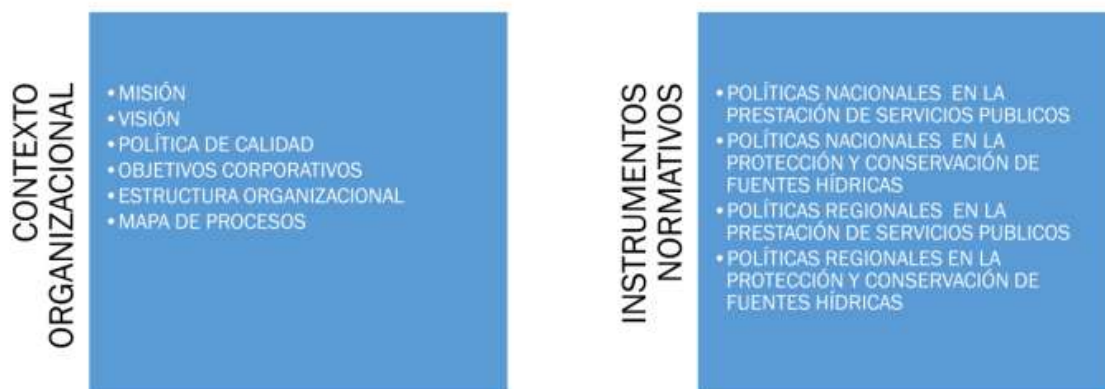 CONTEXTO
ORGANIZACIONAL
• MISIÓN
• VISIÓN
• POLÍTICA DE CALIDAD
• OBJETIVOS CORPORATIVOS
• ESTRUCTURA ORGANIZACIONAL
• MAPA DE PROCESOS
INSTRUMENTOS
NORMATIVOS
• POLÍTICAS NACIONALES EN LA
PRESTACIÓN DE SERVICIOS PUBLICOS
• POLÍTICAS NACIONALES EN LA
PROTECCIÓN Y CONSERVACIÓN DE
FUENTES HÍDRICAS
• POLÍTICAS REGIONALES EN LA
PRESTACIÓN DE SERVICIOS PUBLICOS
• POLÍTICAS REGIONALES EN LA
PROTECCIÓN Y CONSERVACIÓN DE
FUENTES HÍDRICAS